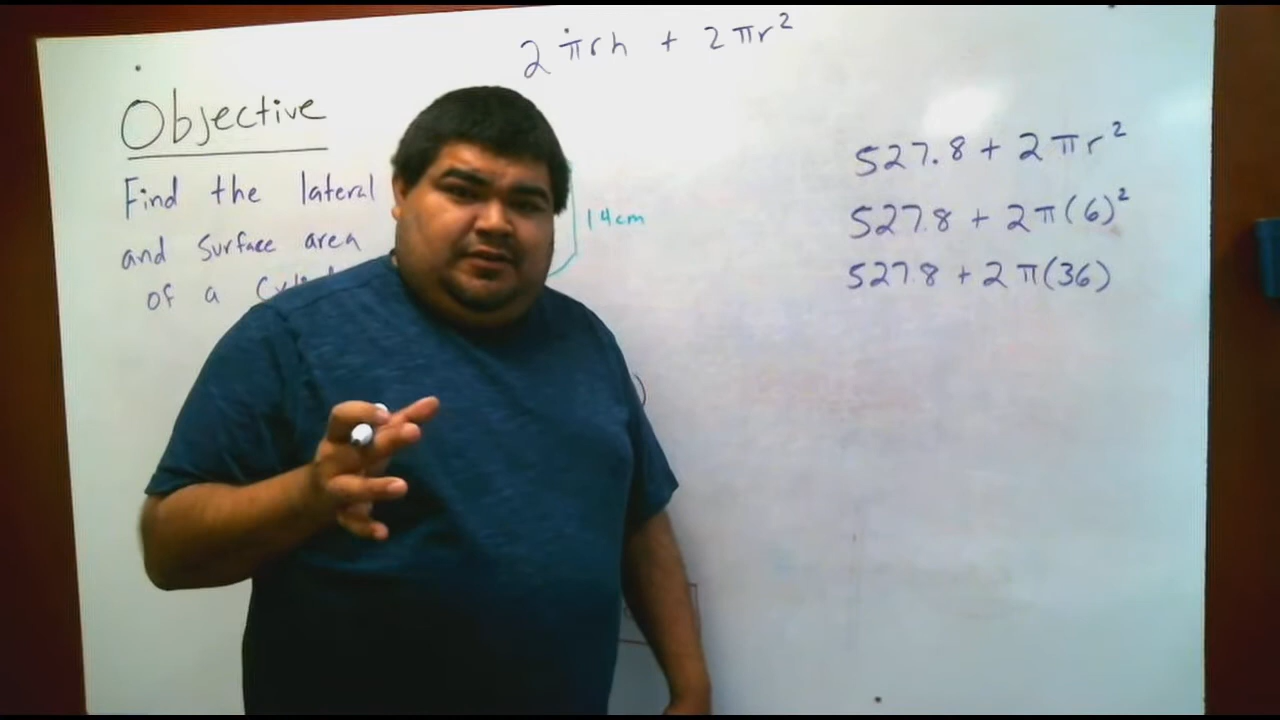 2πrh + 2πr²
Objective
Find the lateral
and surface area
of a
14cm
527.8 + 2πr²
527.8 + 2π(6)²
527.8 + 2π(36)
)